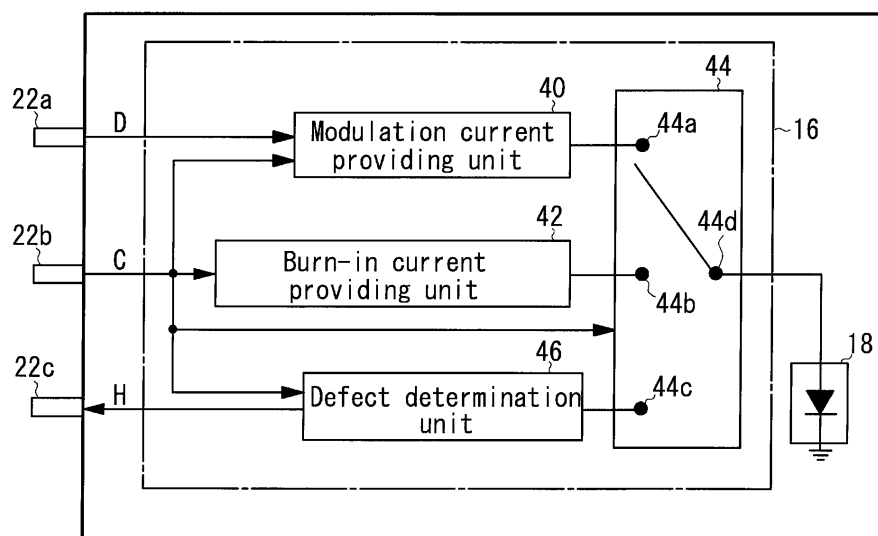 22a
D
40
Modulation current
providing unit
44
44a
16
22b
C
42
Burn-in current
providing unit
44b
44d
22c
H
46
Defect determination
unit
44c
18